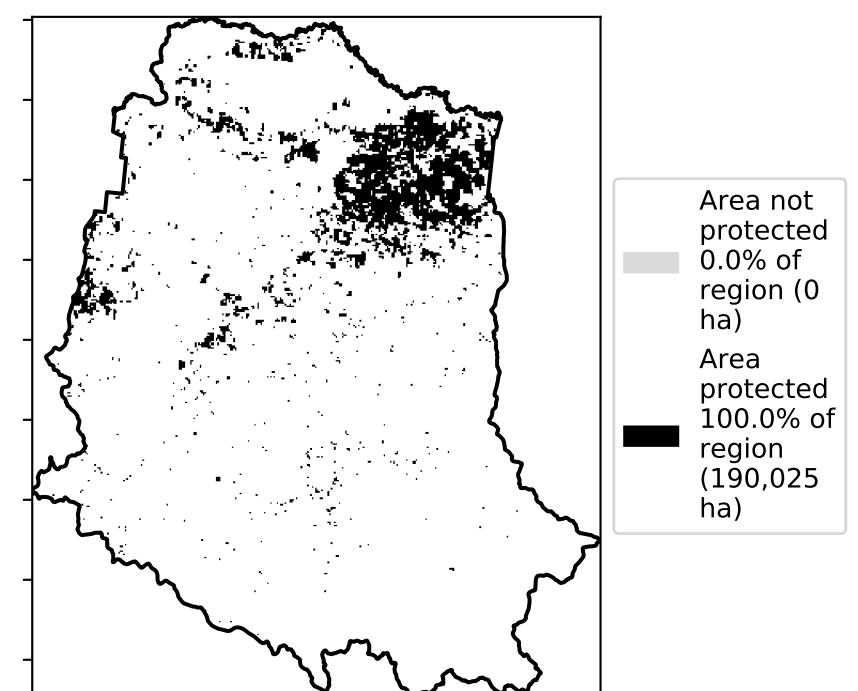 Area not
protected
0.0% of
region (0
ha)
Area
protected
100.0% of
region
(190,025
ha)